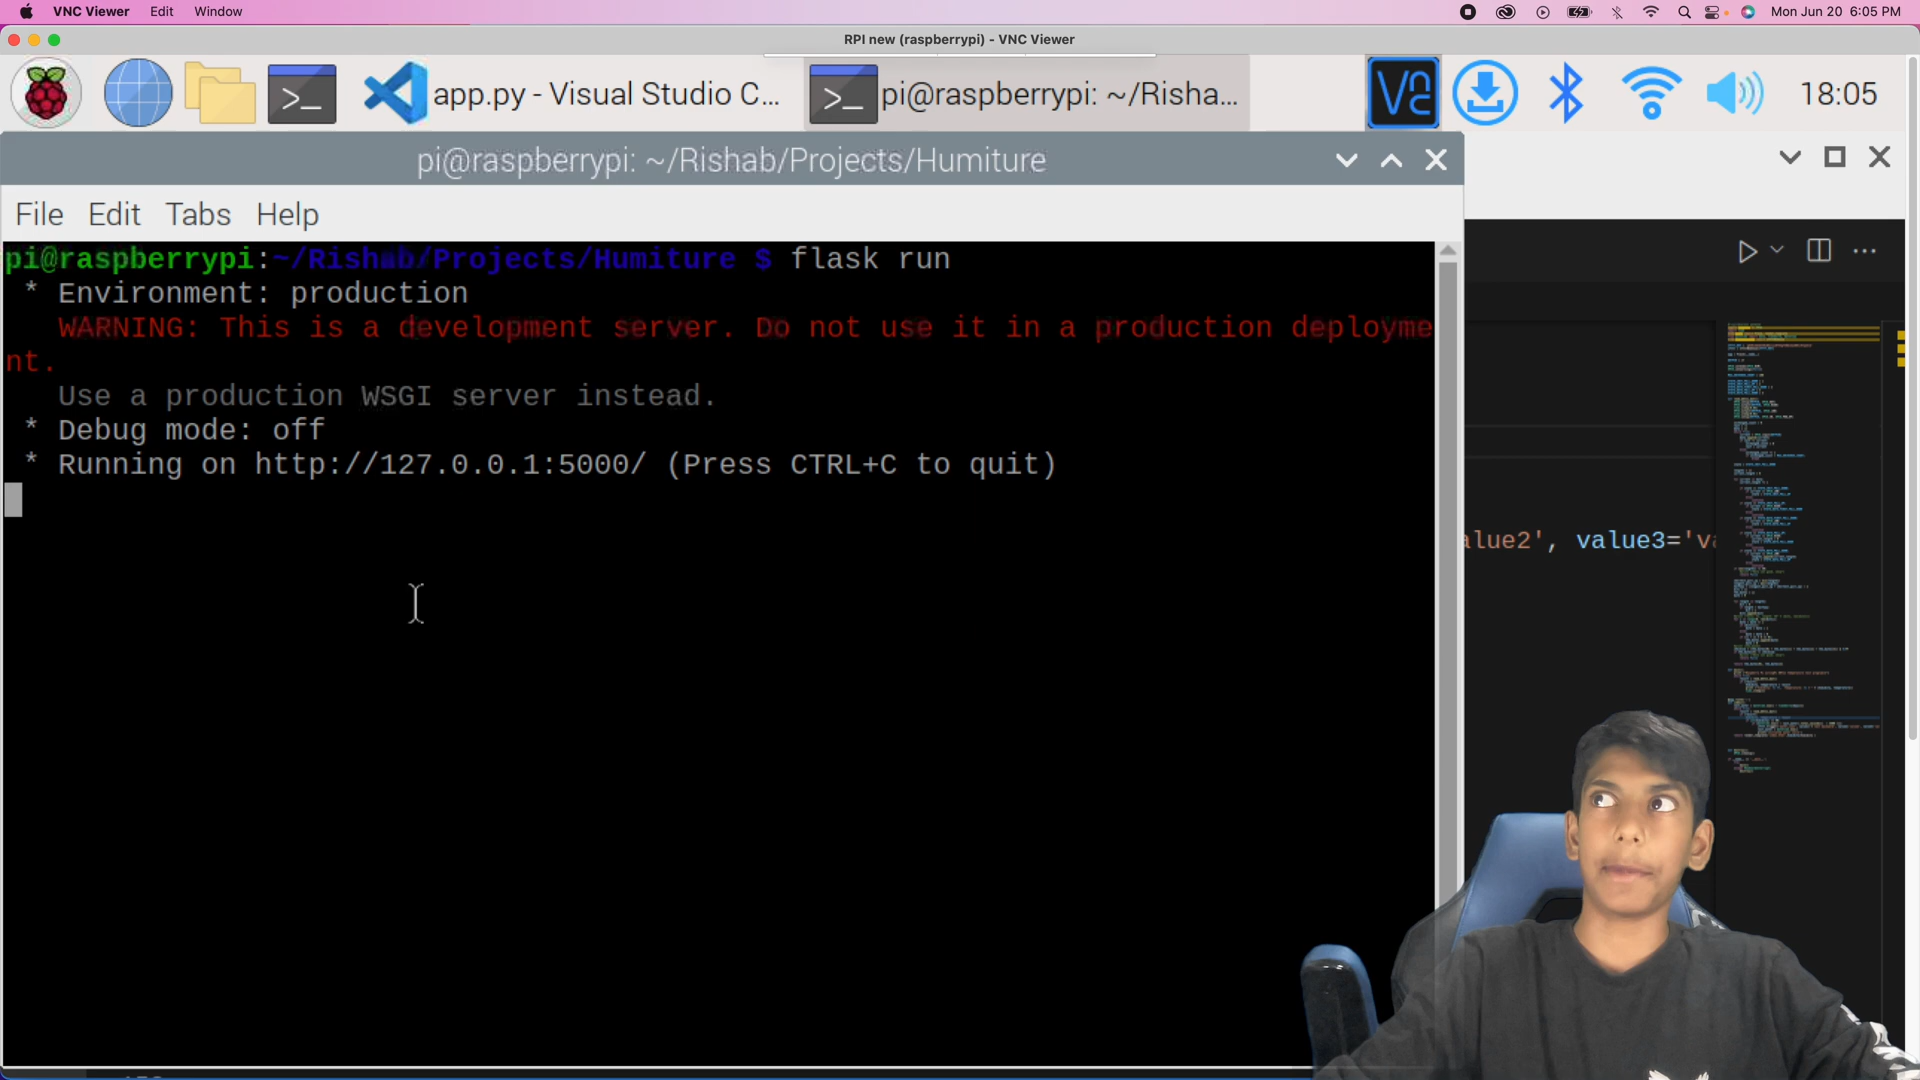 VNC Viewer Edit Window Mon Jun 20 6:05 PM
RPI new (raspberrypi) - VNC Viewer
>_ app.py - Visual Studio C... >_ pi@raspberrypi: ~/Risha... 18:05
pi@raspberrypi: ~/Rishab/Projects/Humiture
File Edit Tabs Help
pi@raspberrypi:~/Rishab/Projects/Humiture $ flask run
* Environment: production
WARNING: This is a development server. Do not use it in a production deployme
nt.
Use a production WSGI server instead.
* Debug mode: off
* Running on http://127.0.0.1:5000/ (Press CTRL+C to quit)
alue2', value3='va